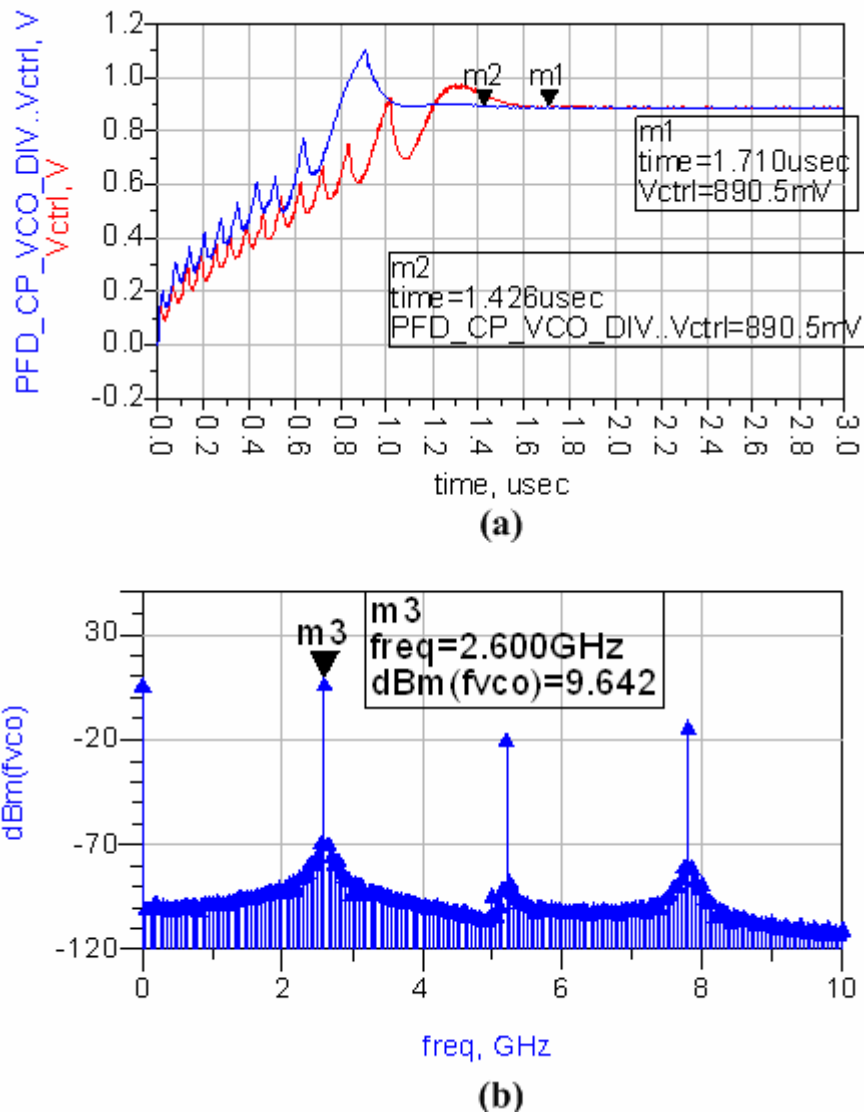 PFD_CP_VCO_DIV..Vctrl, V
Vctrl, V
1.2
1.0
0.8
0.6
0.4
0.2
0.0
-0.2
m2
m1
m1
time=1.710usec
Vctrl=890.5mV
m2
time=1.426usec
PFD_CP_VCO_DIV..Vctrl=890.5mV
0.0 0.2 0.4 0.6 0.8 1.0 1.2 1.4 1.6 1.8 2.0 2.2 2.4 2.6 2.8 3.0
time, usec
(a)
dBm(fvco)
30
-20
-70
-120
m3
m3
freq=2.600GHz
dBm(fvco)=9.642
0 2 4 6 8 10
freq, GHz
(b)